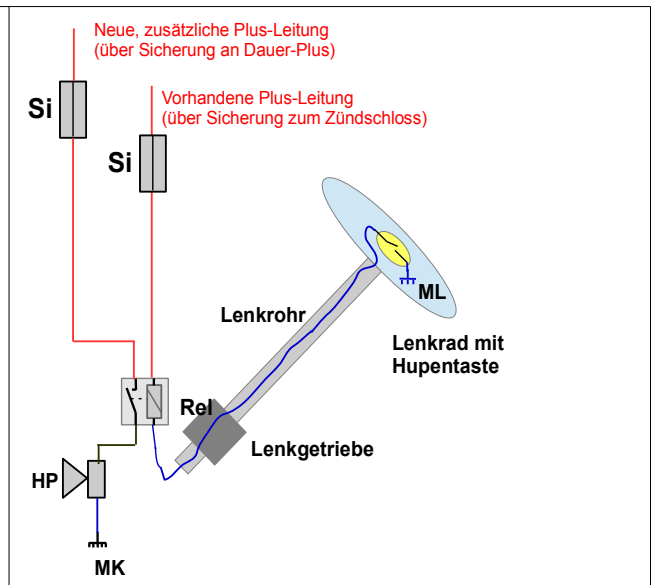 Neue, zusätzliche Plus-Leitung
(über Sicherung an Dauer-Plus)
Si
Vorhandene Plus-Leitung
(über Sicherung zum Zündschloss)
Si
ML
Lenkrohr
Lenkrad mit
Hupentaste
Rel
Lenkgetriebe
HP
MK